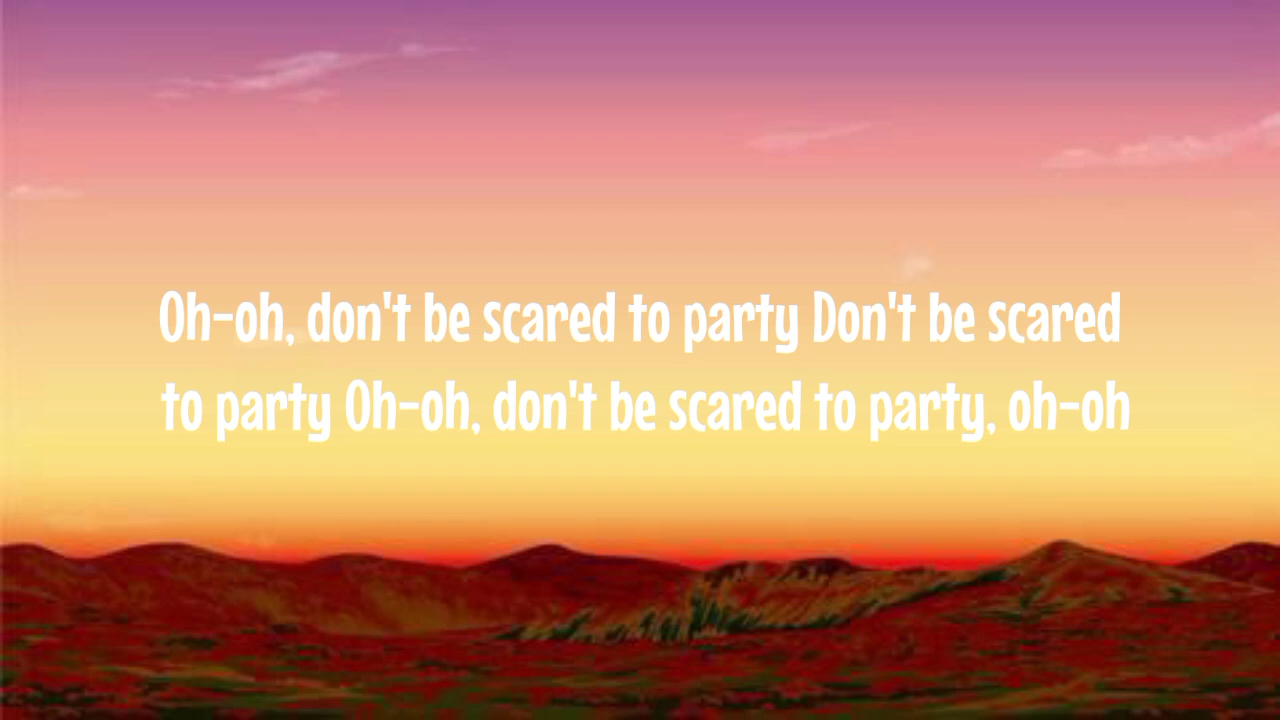 Oh-oh, don't be scared to party Don't be scared
to party Oh-oh, don't be scared to party, oh-oh